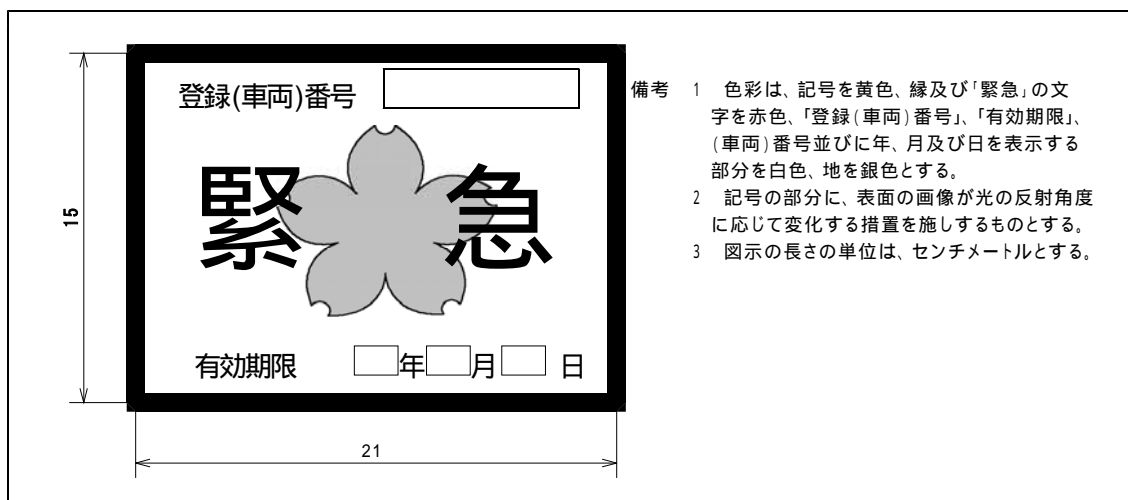 登録(車両)番号
緊 急
有効期限 年 月 日
15
21
備考 1 色彩は、記号を黄色、縁及び「緊急」の文
字を赤色、「登録(車両)番号」、「有効期限」、
(車両)番号並びに年、月及び日を表示する
部分を白色、地を銀色とする。
2 記号の部分に、表面の画像が光の反射角度
に応じて変化する措置を施しするものとする。
3 図示の長さの単位は、センチメートルとする。